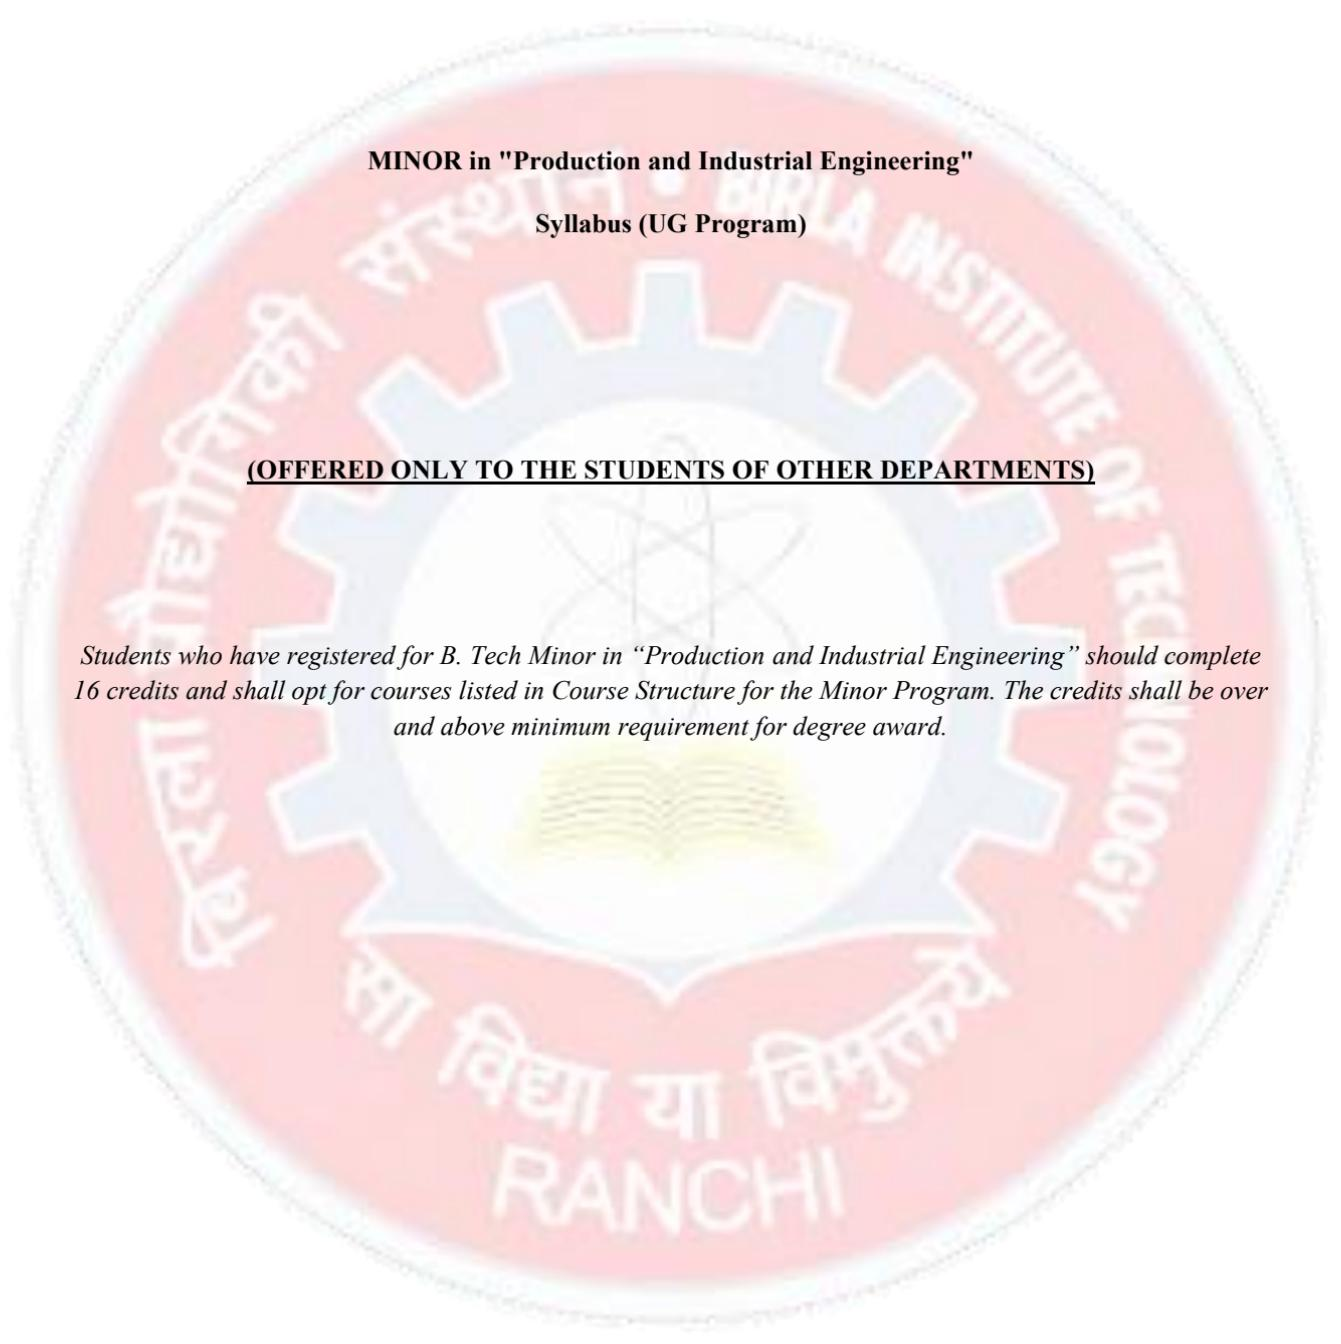 MINOR in "Production and Industrial Engineering"
Syllabus (UG Program)
(OFFERED ONLY TO THE STUDENTS OF OTHER DEPARTMENTS)
Students who have registered for B. Tech Minor in “Production and Industrial Engineering” should complete
16 credits and shall opt for courses listed in Course Structure for the Minor Program. The credits shall be over
and above minimum requirement for degree award.
बिरला प्रौद्योगिकी संस्थान • BIRLA INSTITUTE OF TECHNOLOGY
सा विद्या या विमुक्तये
RANCHI